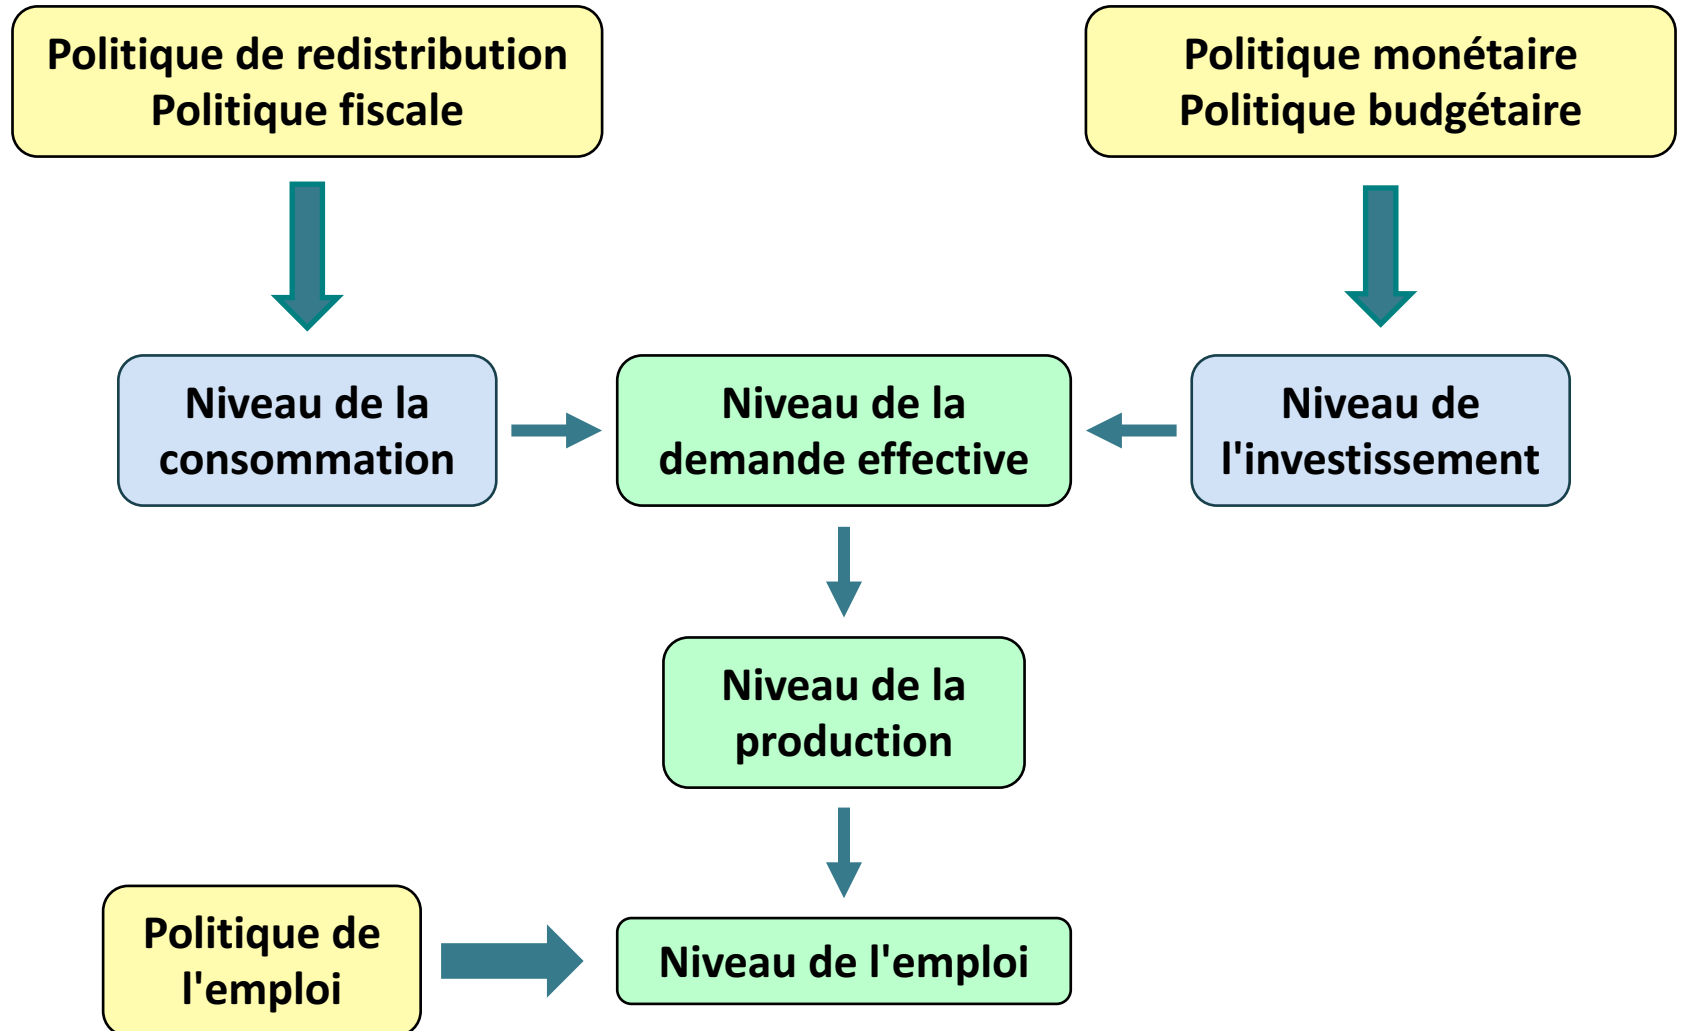 Politique de redistribution
Politique fiscale
Politique monétaire
Politique budgétaire
Niveau de la
consommation
Niveau de la
demande effective
Niveau de
l'investissement
Niveau de la
production
Politique de
l'emploi
Niveau de l'emploi